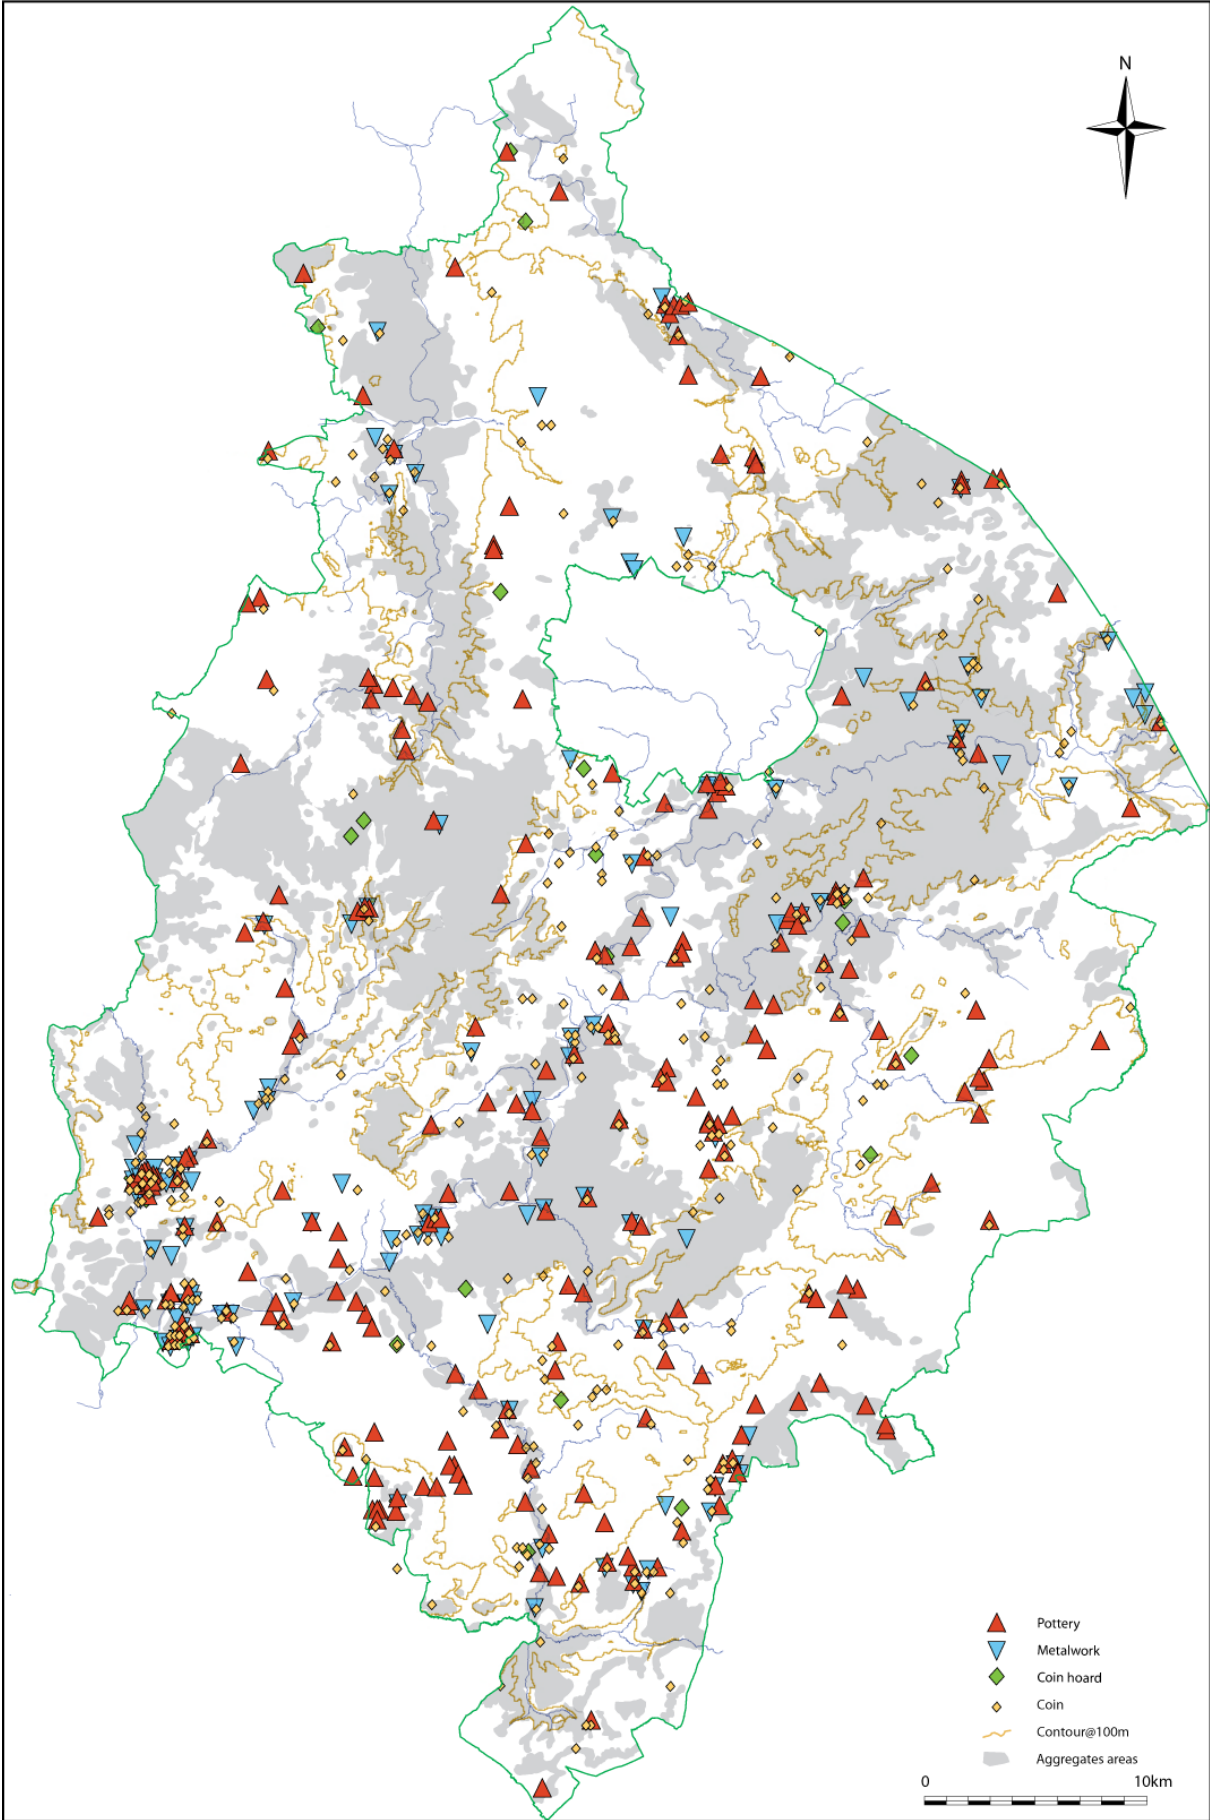 N
Pottery
Metalwork
Coin hoard
Coin
Contour@100m
Aggregates areas
0 10km